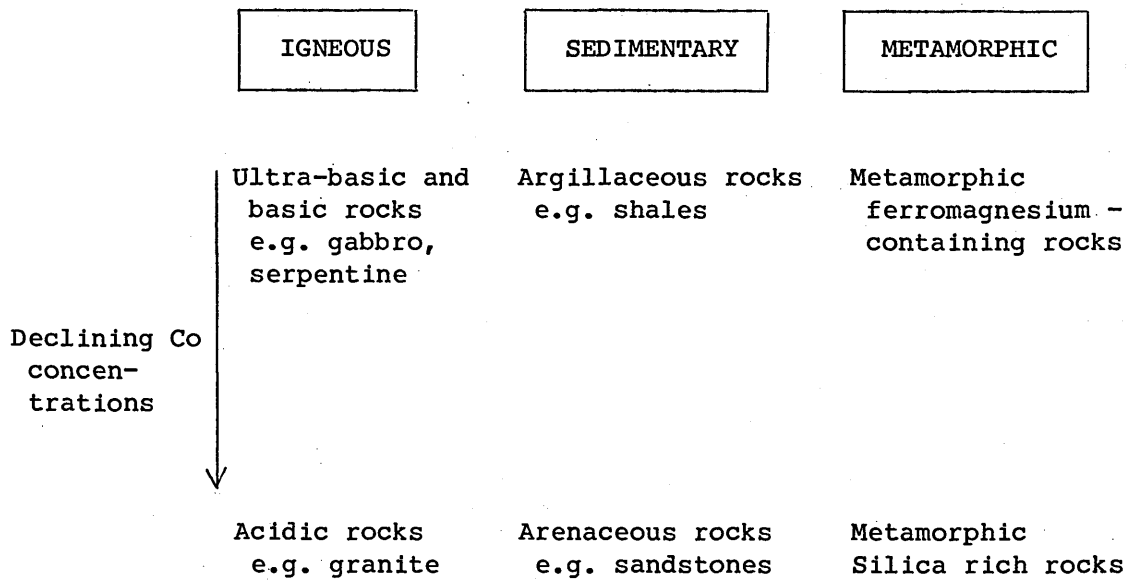 IGNEOUS SEDIMENTARY METAMORPHIC
Ultra-basic and Argillaceous rocks Metamorphic
basic rocks e.g. shales ferromagnesium -
e.g. gabbro, containing rocks
serpentine
Declining Co
concen-
trations
Acidic rocks Arenaceous rocks Metamorphic
e.g. granite e.g. sandstones Silica rich rocks